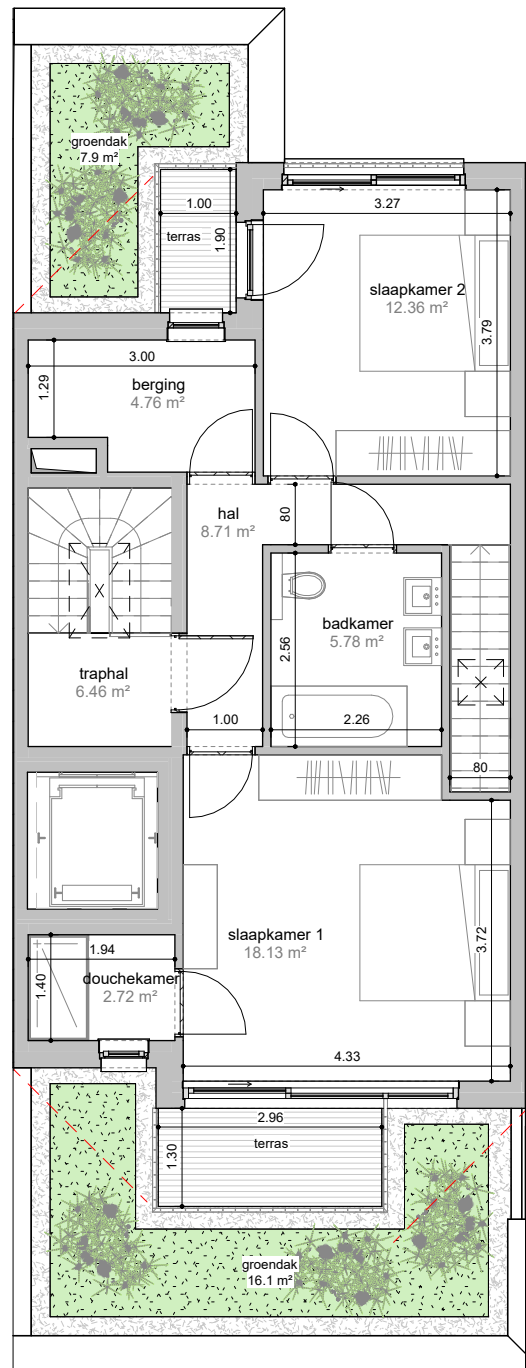 groendak
7.9 m²
1.00
terras
1.90
3.27
slaapkamer 2
12.36 m²
3.79
3.00
1.29
berging
4.76 m²
hal
8.71 m²
80
badkamer
5.78 m²
2.56
traphal
6.46 m²
1.00
2.26
80
slaapkamer 1
18.13 m²
3.72
1.94
1.40
douchekamer
2.72 m²
4.33
2.96
1.30
terras
groendak
16.1 m²